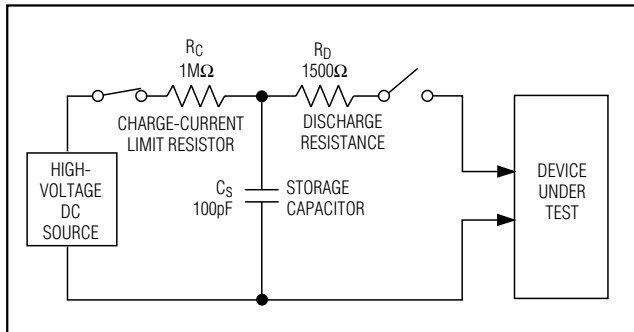 R_C
1MΩ
CHARGE-CURRENT
LIMIT RESISTOR
R_D
1500Ω
DISCHARGE
RESISTANCE
HIGH-
VOLTAGE
DC
SOURCE
C_S
100pF
STORAGE
CAPACITOR
DEVICE
UNDER
TEST